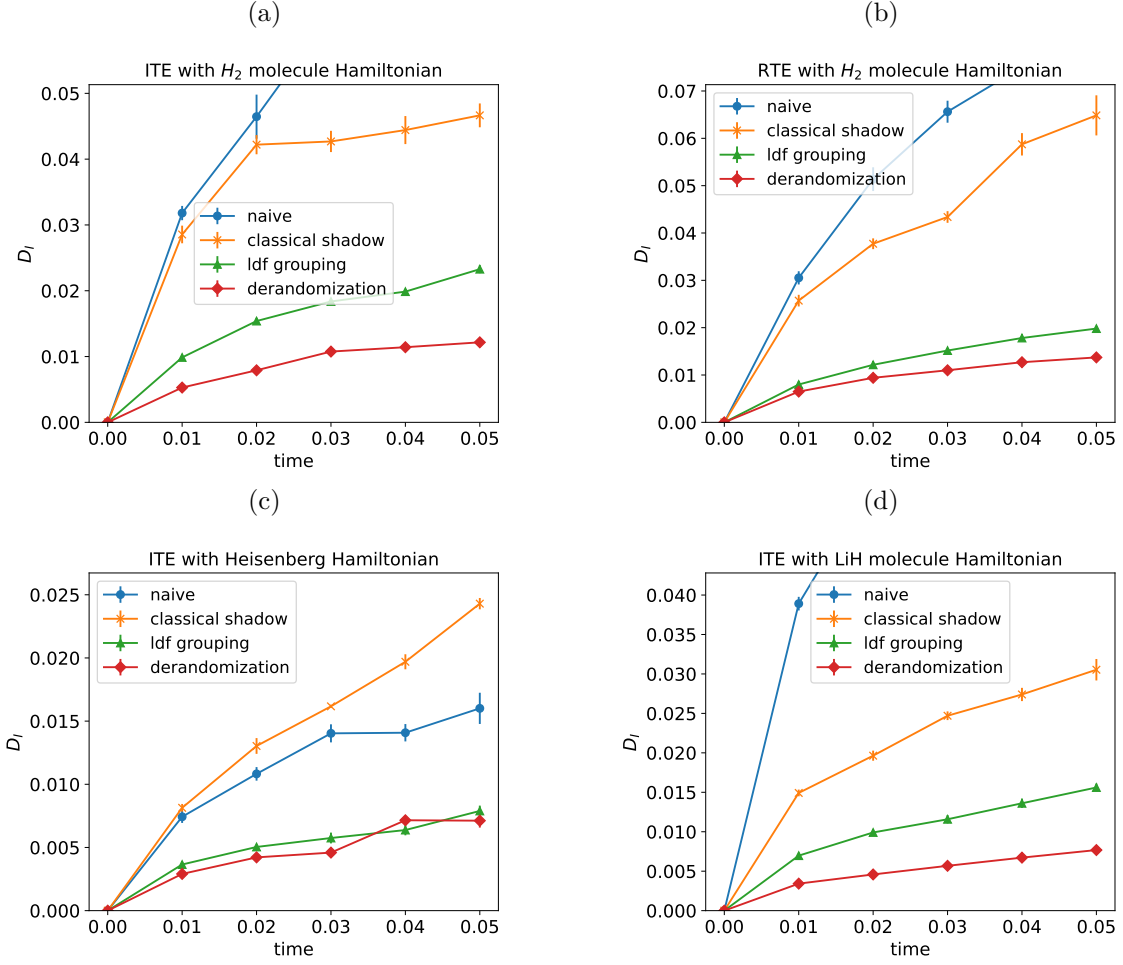 (a)
ITE with H₂ molecule Hamiltonian
0.05
0.04
0.03
0.02
0.01
0.00
D_I
naive
classical shadow
ldf grouping
derandomization
0.00 0.01 0.02 0.03 0.04 0.05
time
(b)
RTE with H₂ molecule Hamiltonian
0.07
0.06
0.05
0.04
0.03
0.02
0.01
0.00
D_I
naive
classical shadow
ldf grouping
derandomization
0.00 0.01 0.02 0.03 0.04 0.05
time
(c)
ITE with Heisenberg Hamiltonian
0.025
0.020
0.015
0.010
0.005
0.000
D_I
naive
classical shadow
ldf grouping
derandomization
0.00 0.01 0.02 0.03 0.04 0.05
time
(d)
ITE with LiH molecule Hamiltonian
0.040
0.035
0.030
0.025
0.020
0.015
0.010
0.005
0.000
D_I
naive
classical shadow
ldf grouping
derandomization
0.00 0.01 0.02 0.03 0.04 0.05
time